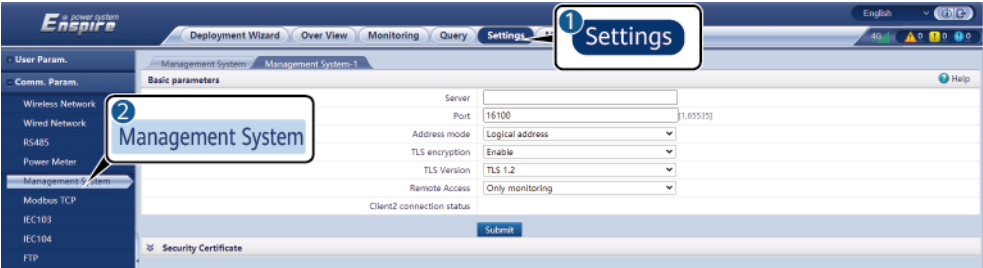 e power system
Enspire
English
Deployment Wizard Over View Monitoring Query Settings
1 Settings
4G 0 0 0
User Param.
Management System Management System-1
Comm. Param.
Basic parameters Help
Wireless Network
Server
Wired Network
Port 16100 [1,65535]
2
Management System
RS485
Address mode Logical address
TLS encryption Enable
Power Meter
TLS Version TLS 1.2
Management System
Remote Access Only monitoring
Modbus TCP
Client2 connection status
IEC103
Submit
IEC104
Security Certificate
FTP